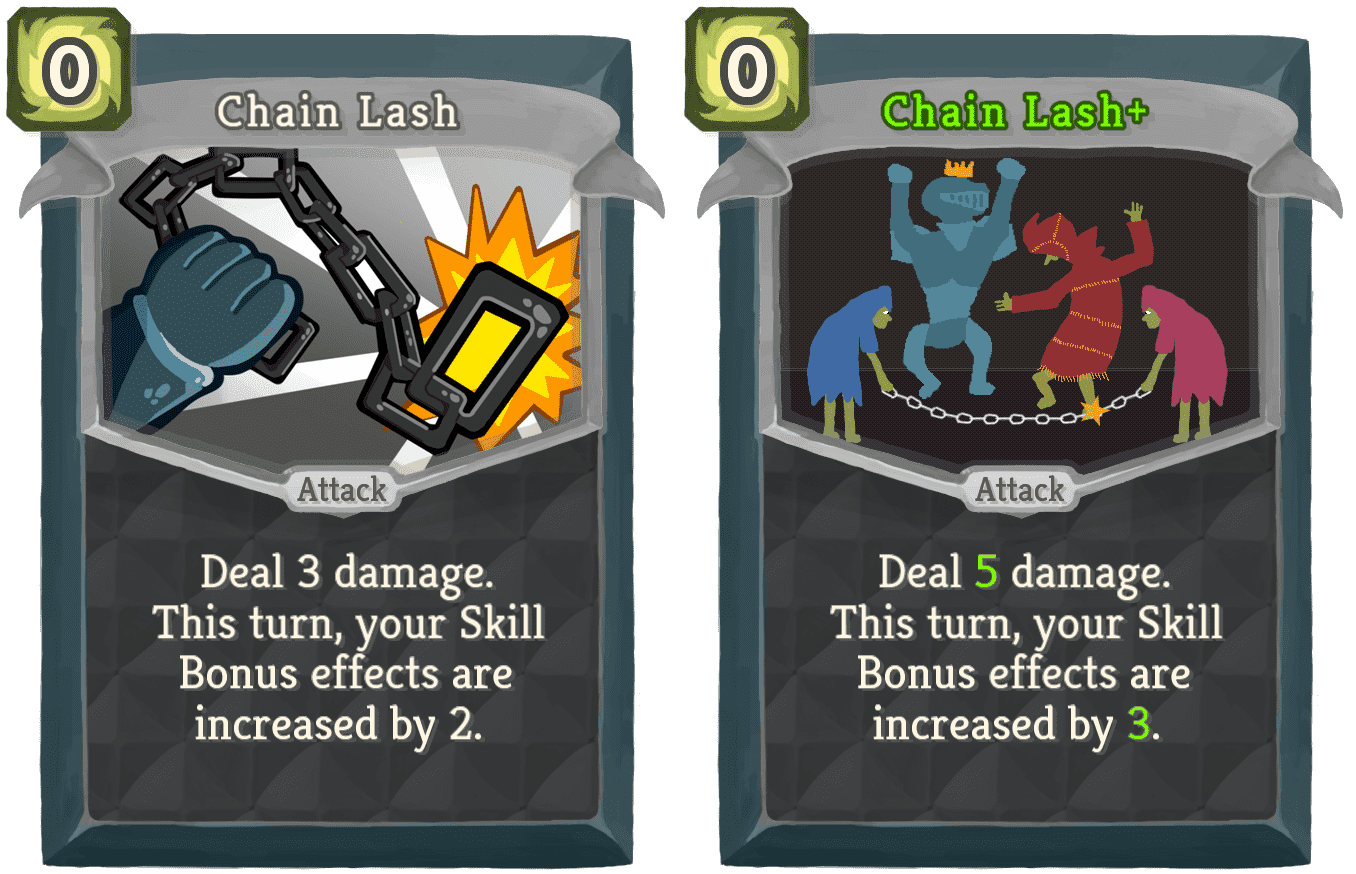 0
Chain Lash
Attack
Deal 3 damage.
This turn, your Skill
Bonus effects are
increased by 2.
0
Chain Lash+
Attack
Deal 5 damage.
This turn, your Skill
Bonus effects are
increased by 3.